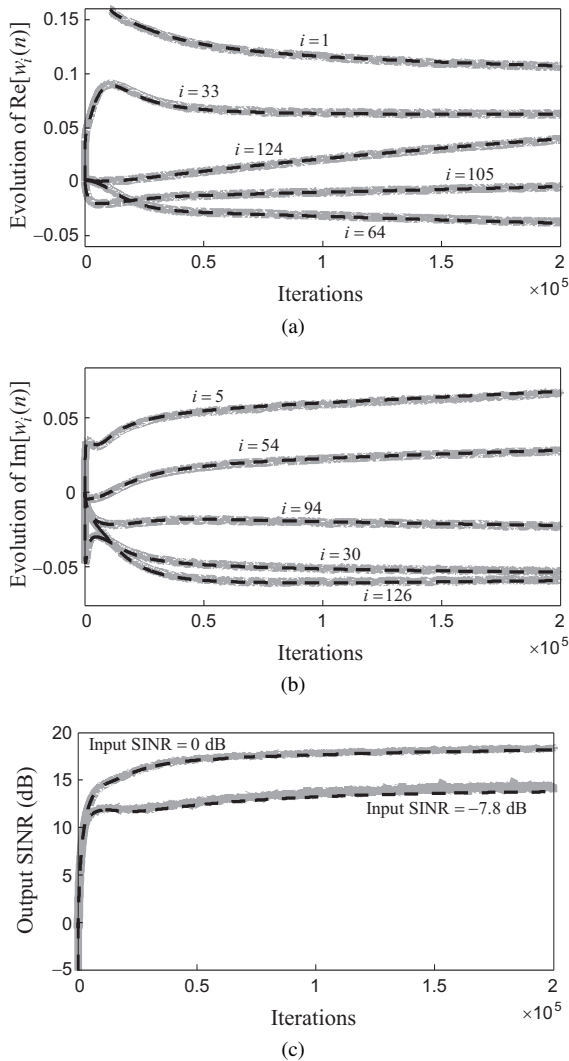 Evolution of Re[w_i(n)]
0.15
0.1
0.05
0
−0.05
i = 1
i = 33
i = 124
i = 105
i = 64
0 0.5 1 1.5 2
×10^5
Iterations
(a)
Evolution of Im[w_i(n)]
0.05
0
−0.05
i = 5
i = 54
i = 94
i = 30
i = 126
0 0.5 1 1.5 2
×10^5
Iterations
(b)
Output SINR (dB)
20
15
10
5
0
−5
Input SINR = 0 dB
Input SINR = −7.8 dB
0 0.5 1 1.5 2
×10^5
Iterations
(c)